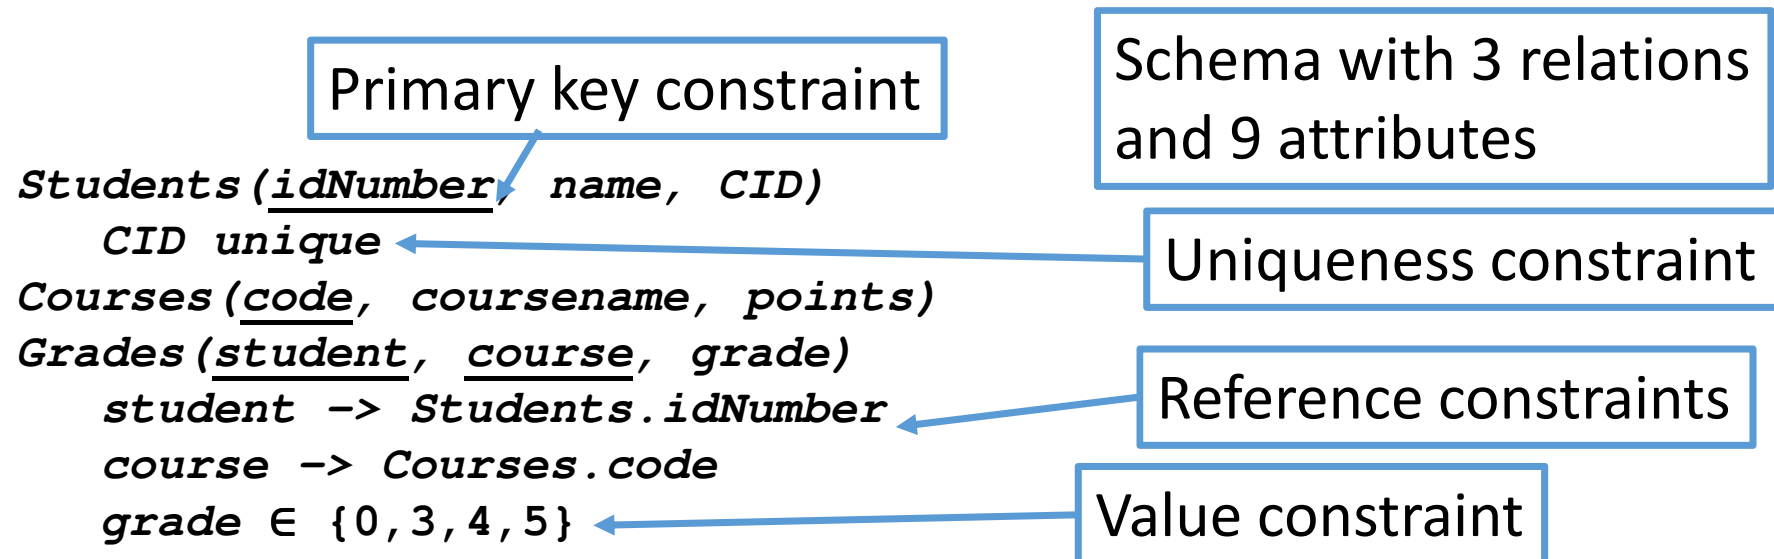 Primary key constraint
Schema with 3 relations
and 9 attributes
Students(idNumber, name, CID)
CID unique
Uniqueness constraint
Courses(code, coursename, points)
Grades(student, course, grade)
student -> Students.idNumber
Reference constraints
course -> Courses.code
grade ∈ {0,3,4,5}
Value constraint